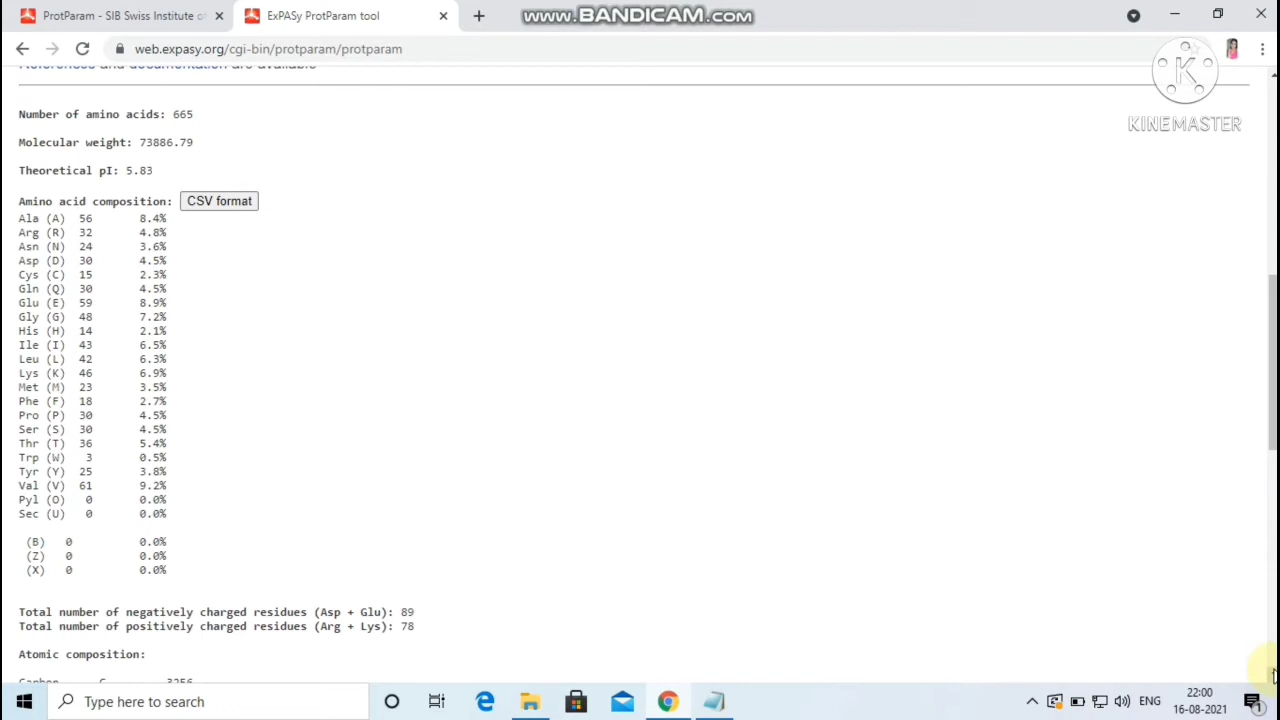 www.BANDICAM.com
ProtParam - SIB Swiss Institute of
ExPASy ProtParam tool
web.expasy.org/cgi-bin/protparam/protparam
K
KINEMASTER
References and documentation are available
Number of amino acids: 665
Molecular weight: 73886.79
Theoretical pI: 5.83
Amino acid composition: CSV format
Ala (A) 56 8.4%
Arg (R) 32 4.8%
Asn (N) 24 3.6%
Asp (D) 30 4.5%
Cys (C) 15 2.3%
Gln (Q) 30 4.5%
Glu (E) 59 8.9%
Gly (G) 48 7.2%
His (H) 14 2.1%
Ile (I) 43 6.5%
Leu (L) 42 6.3%
Lys (K) 46 6.9%
Met (M) 23 3.5%
Phe (F) 18 2.7%
Pro (P) 30 4.5%
Ser (S) 30 4.5%
Thr (T) 36 5.4%
Trp (W) 3 0.5%
Tyr (Y) 25 3.8%
Val (V) 61 9.2%
Pyl (O) 0 0.0%
Sec (U) 0 0.0%
(B) 0 0.0%
(Z) 0 0.0%
(X) 0 0.0%
Total number of negatively charged residues (Asp + Glu): 89
Total number of positively charged residues (Arg + Lys): 78
Atomic composition:
Carbon C 3256
Type here to search
ENG
22:00
16-08-2021
1